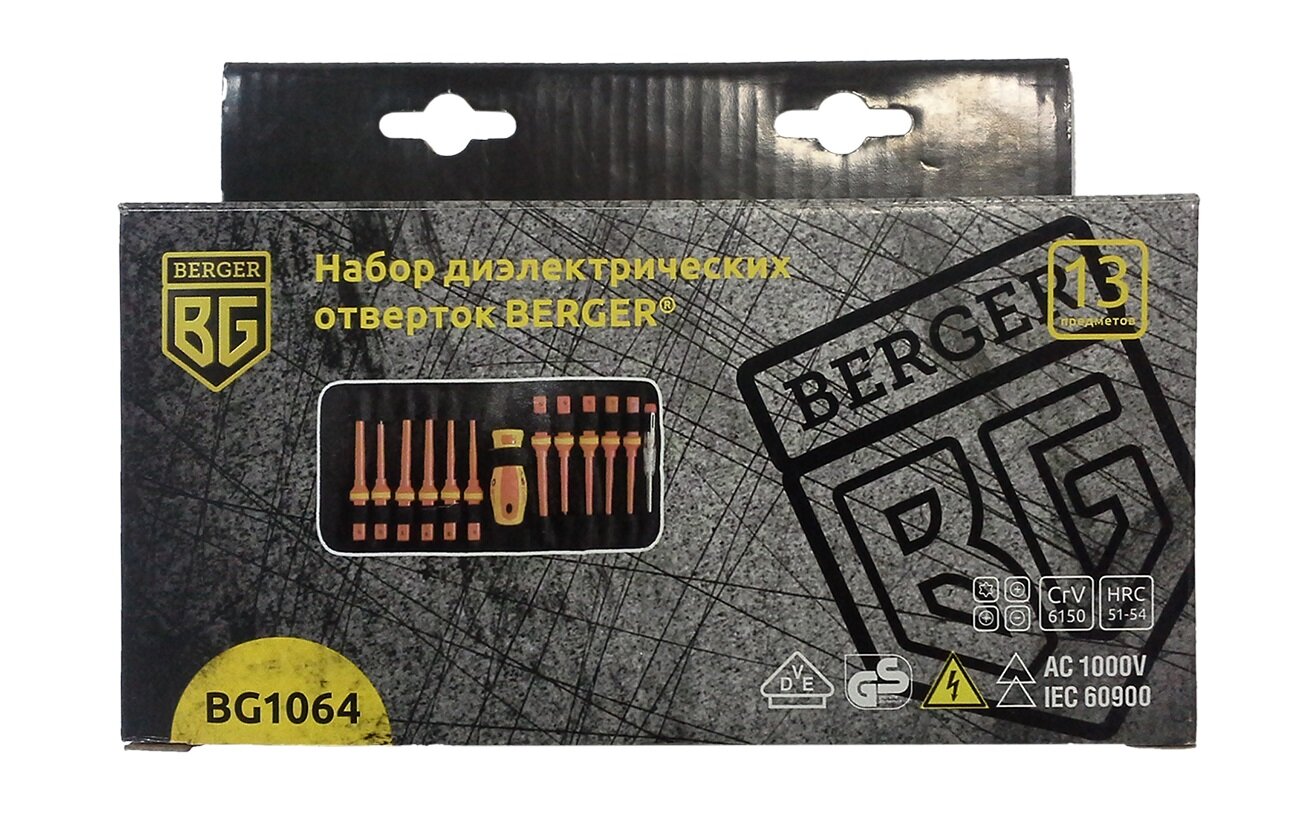 BERGER
BG
Набор диэлектрических
отверток BERGER®
13
предметов
BERGER
BG
CrV
6150
HRC
51-54
BG1064
VDE
GS
AC 1000V
IEC 60900